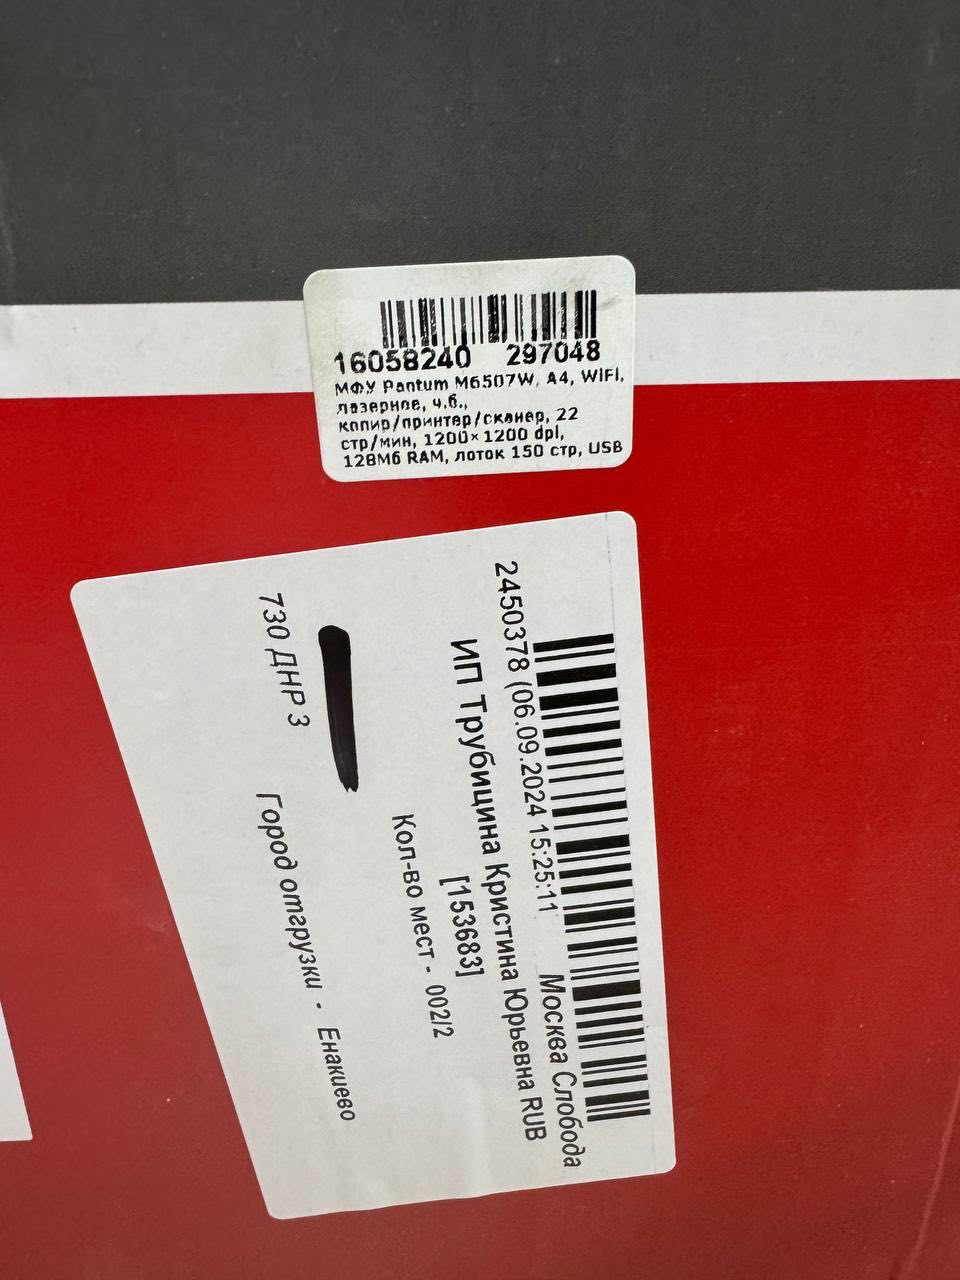 16058240 297048
МФУ Pantum M6507W, A4, WiFi,
лазерное, ч.б.,
копир/принтер/сканер, 22
стр/мин, 1200×1200 dpi,
128Мб RAM, лоток 150 стр, USB
2450378 (06.09.2024 15:25:11 Москва Слобода
ИП Трубицина Кристина Юрьевна RUB
[153683]
Кол-во мест - 002/2
730 ДНР 3 Город отгрузки - Енакиево